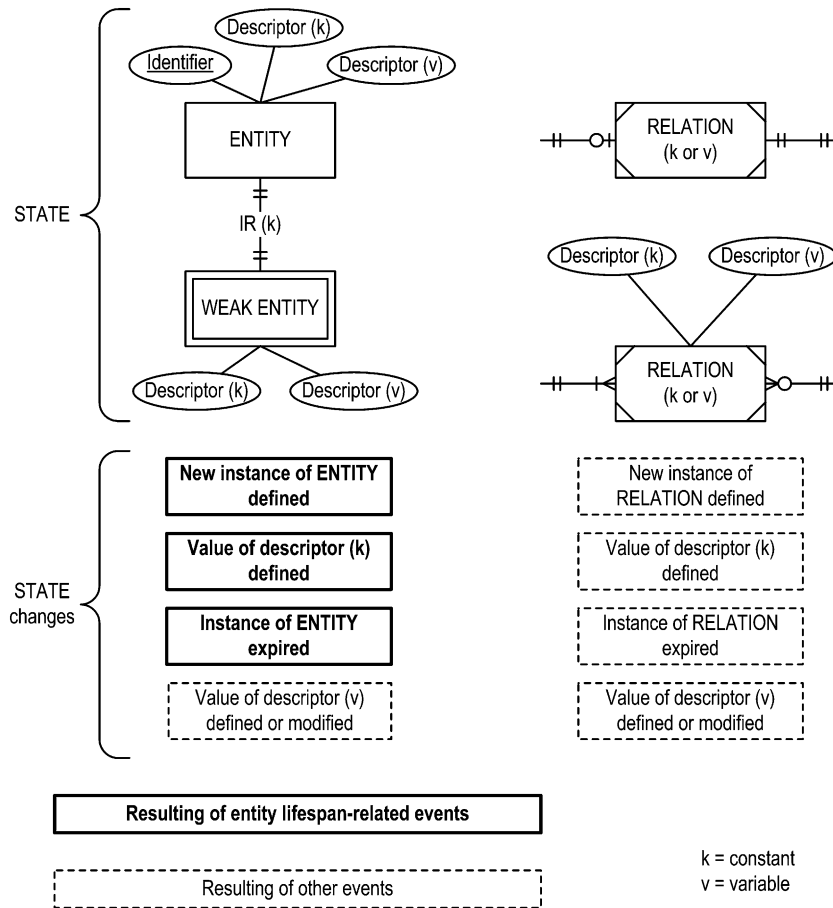 Descriptor (k)
Identifier
Descriptor (v)
ENTITY
RELATION
(k or v)
STATE
IR (k)
Descriptor (k)
Descriptor (v)
WEAK ENTITY
RELATION
(k or v)
Descriptor (k)
Descriptor (v)
New instance of ENTITY
defined
New instance of
RELATION defined
Value of descriptor (k)
defined
Value of descriptor (k)
defined
STATE
changes
Instance of ENTITY
expired
Instance of RELATION
expired
Value of descriptor (v)
defined or modified
Value of descriptor (v)
defined or modified
Resulting of entity lifespan-related events
Resulting of other events
k = constant
v = variable